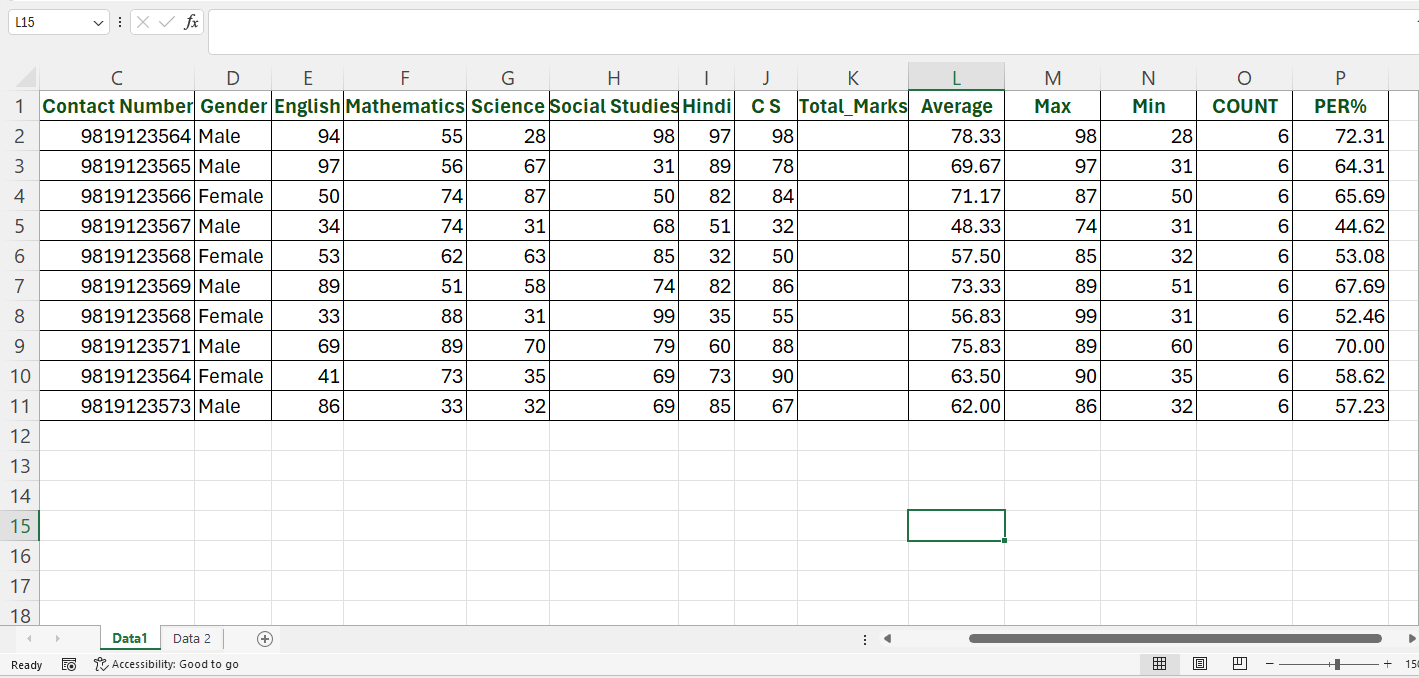 L15 fx
C D E F G H I J K L M N O P
1 Contact Number Gender English Mathematics Science Social Studies Hindi C S Total_Marks Average Max Min COUNT PER%
2 9819123564 Male 94 55 28 98 97 98 78.33 98 28 6 72.31
3 9819123565 Male 97 56 67 31 89 78 69.67 97 31 6 64.31
4 9819123566 Female 50 74 87 50 82 84 71.17 87 50 6 65.69
5 9819123567 Male 34 74 31 68 51 32 48.33 74 31 6 44.62
6 9819123568 Female 53 62 63 85 32 50 57.50 85 32 6 53.08
7 9819123569 Male 89 51 58 74 82 86 73.33 89 51 6 67.69
8 9819123568 Female 33 88 31 99 35 55 56.83 99 31 6 52.46
9 9819123571 Male 69 89 70 79 60 88 75.83 89 60 6 70.00
10 9819123564 Female 41 73 35 69 73 90 63.50 90 35 6 58.62
11 9819123573 Male 86 33 32 69 85 67 62.00 86 32 6 57.23
12
13
14
15
16
17
18
Data1 Data 2
Ready Accessibility: Good to go